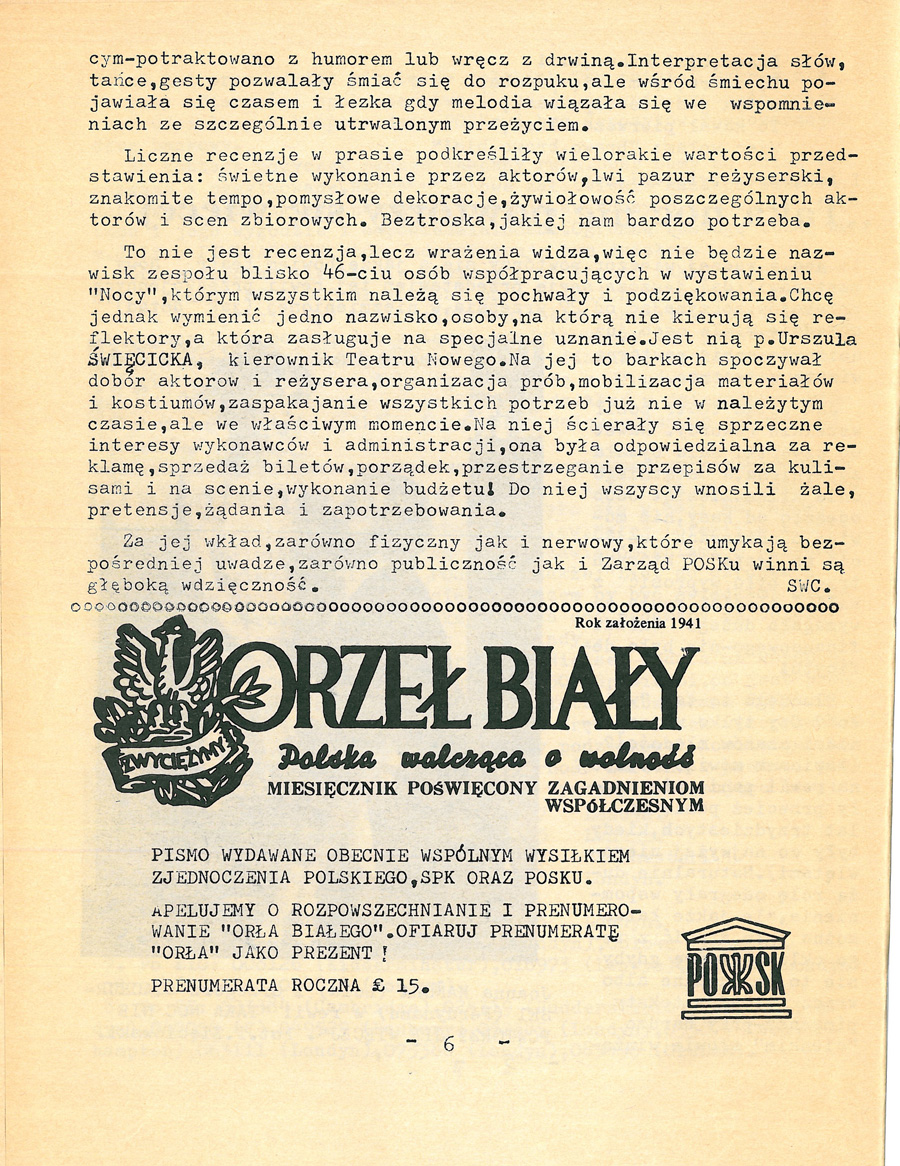 cym-potraktowano z humorem lub wręcz z drwiną.Interpretacja słów,
tańce,gesty pozwalały śmiać się do rozpuku,ale wśród śmiechu po-
jawiała się czasem i łezka gdy melodia wiązała się we wspomnie-
niach ze szczególnie utrwalonym przeżyciem.
Liczne recenzje w prasie podkreśliły wielorakie wartości przed-
stawienia: świetne wykonanie przez aktorów,lwi pazur reżyserski,
znakomite tempo,pomysłowe dekoracje,żywiołowość poszczególnych ak-
torów i scen zbiorowych. Beztroska,jakiej nam bardzo potrzeba.
To nie jest recenzja,lecz wrażenia widza,więc nie będzie naz-
wisk zespołu blisko 46-ciu osób współpracujących w wystawieniu
"Nocy",którym wszystkim należą się pochwały i podziękowania.Chcę
jednak wymienić jedno nazwisko,osoby,na którą nie kierują się re-
flektory,a która zasługuje na specjalne uznanie.Jest nią p.Urszula
ŚWIĘCICKA, kierownik Teatru Nowego.Na jej to barkach spoczywał
dobór aktorow i reżysera,organizacja prób,mobilizacja materiałów
i kostiumów,zaspakajanie wszystkich potrzeb już nie w należytym
czasie,ale we właściwym momencie.Na niej ścierały się sprzeczne
interesy wykonawców i administracji,ona była odpowiedzialna za re-
klamę,sprzedaż biletów,porządek,przestrzeganie przepisów za kuli-
sami i na scenie,wykonanie budżetu! Do niej wszyscy wnosili żale,
pretensje,żądania i zapotrzebowania.
Za jej wkład,zarówno fizyczny jak i nerwowy,które umykają bez-
pośredniej uwadze,zarówno publiczność jak i Zarząd POSKu winni są
głęboką wdzięczność. SWC.
Rok założenia 1941
ORZEŁ BIAŁY
ZWYCIĘŻYMY
Polska walcząca o wolność
MIESIĘCZNIK POŚWIĘCONY ZAGADNIENIOM
WSPÓŁCZESNYM
PISMO WYDAWANE OBECNIE WSPÓLNYM WYSIŁKIEM
ZJEDNOCZENIA POLSKIEGO,SPK ORAZ POSKU.
APELUJEMY O ROZPOWSZECHNIANIE I PRENUMERO-
WANIE "ORŁA BIAŁEGO".OFIARUJ PRENUMERATĘ
"ORŁA" JAKO PREZENT !
PRENUMERATA ROCZNA £ 15.
POSK
- 6 -